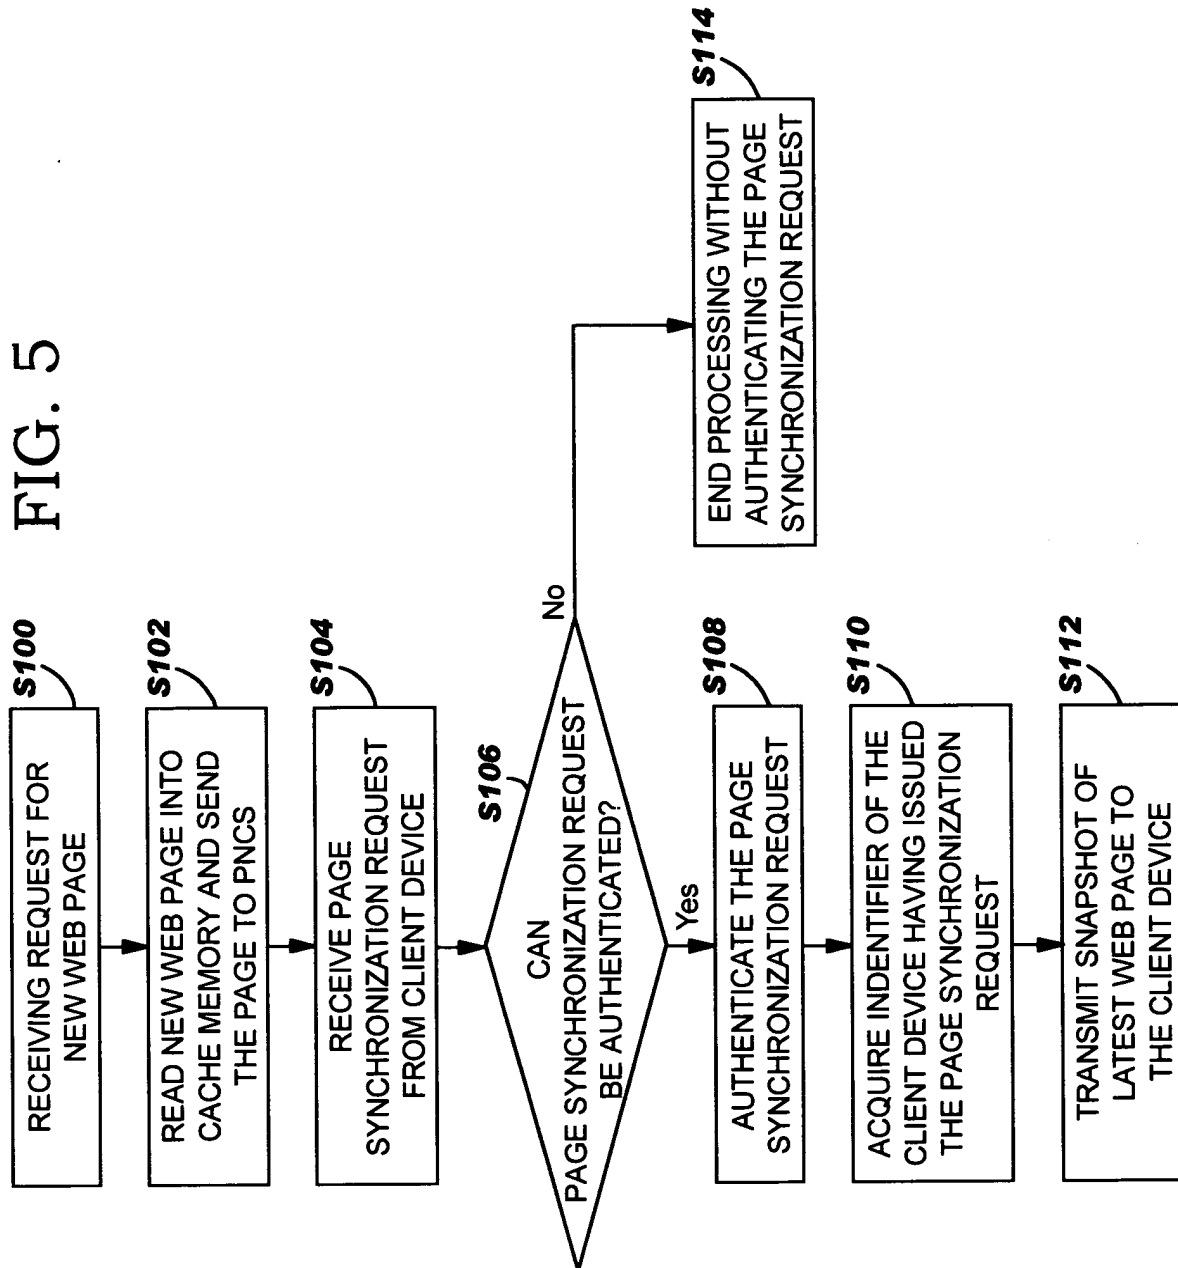 FIG. 5
S100
RECEIVING REQUEST FOR
NEW WEB PAGE
S102
READ NEW WEB PAGE INTO
CACHE MEMORY AND SEND
THE PAGE TO PNCS
S104
RECEIVE PAGE
SYNCHRONIZATION REQUEST
FROM CLIENT DEVICE
S106
CAN
PAGE SYNCHRONIZATION REQUEST
BE AUTHENTICATED?
No
Yes
S108
AUTHENTICATE THE PAGE
SYNCHRONIZATION REQUEST
S110
ACQUIRE INDENTIFIER OF THE
CLIENT DEVICE HAVING ISSUED
THE PAGE SYNCHRONIZATION
REQUEST
S112
TRANSMIT SNAPSHOT OF
LATEST WEB PAGE TO
THE CLIENT DEVICE
S114
END PROCESSING WITHOUT
AUTHENTICATING THE PAGE
SYNCHRONIZATION REQUEST